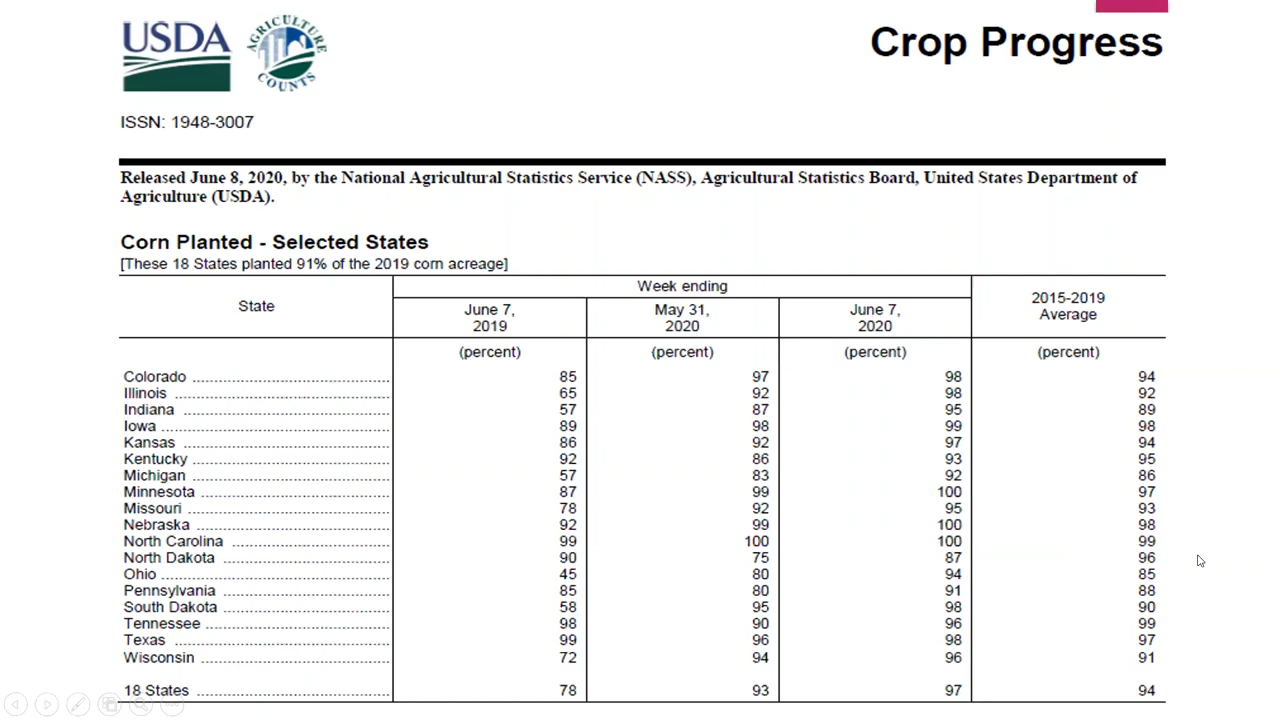 USDA
AGRICULTURE
COUNTS
Crop Progress
ISSN: 1948-3007
Released June 8, 2020, by the National Agricultural Statistics Service (NASS), Agricultural Statistics Board, United States Department of
Agriculture (USDA).
Corn Planted - Selected States
[These 18 States planted 91% of the 2019 corn acreage]
State
Week ending
2015-2019
Average
June 7,
2019
May 31,
2020
June 7,
2020
(percent) (percent) (percent) (percent)
Colorado ........ 85 97 98 94
Illinois ........ 65 92 98 92
Indiana ........ 57 87 95 89
Iowa ........ 89 98 99 98
Kansas ........ 86 92 97 94
Kentucky ........ 92 86 93 95
Michigan ........ 57 83 92 86
Minnesota ........ 87 99 100 97
Missouri ........ 78 92 95 93
Nebraska ........ 92 99 100 98
North Carolina ........ 99 100 100 99
North Dakota ........ 90 75 87 96
Ohio ........ 45 80 94 85
Pennsylvania ........ 85 80 91 88
South Dakota ........ 58 95 98 90
Tennessee ........ 98 90 96 99
Texas ........ 99 96 98 97
Wisconsin ........ 72 94 96 91
18 States ........ 78 93 97 94